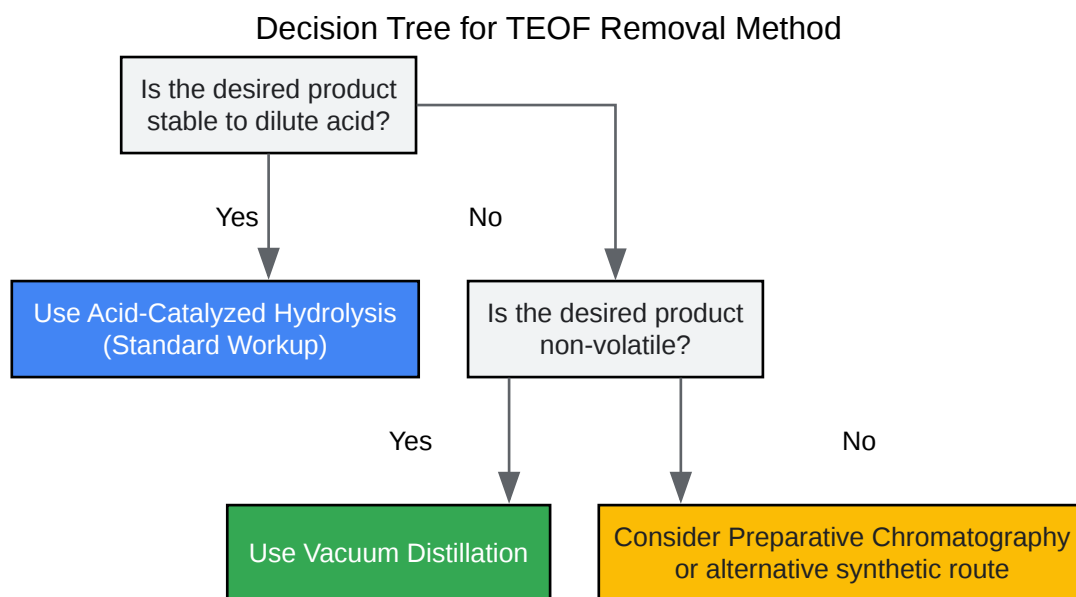 Decision Tree for TEOF Removal Method
Is the desired product
stable to dilute acid?
Yes
No
Use Acid-Catalyzed Hydrolysis
(Standard Workup)
Is the desired product
non-volatile?
Yes
No
Use Vacuum Distillation
Consider Preparative Chromatography
or alternative synthetic route